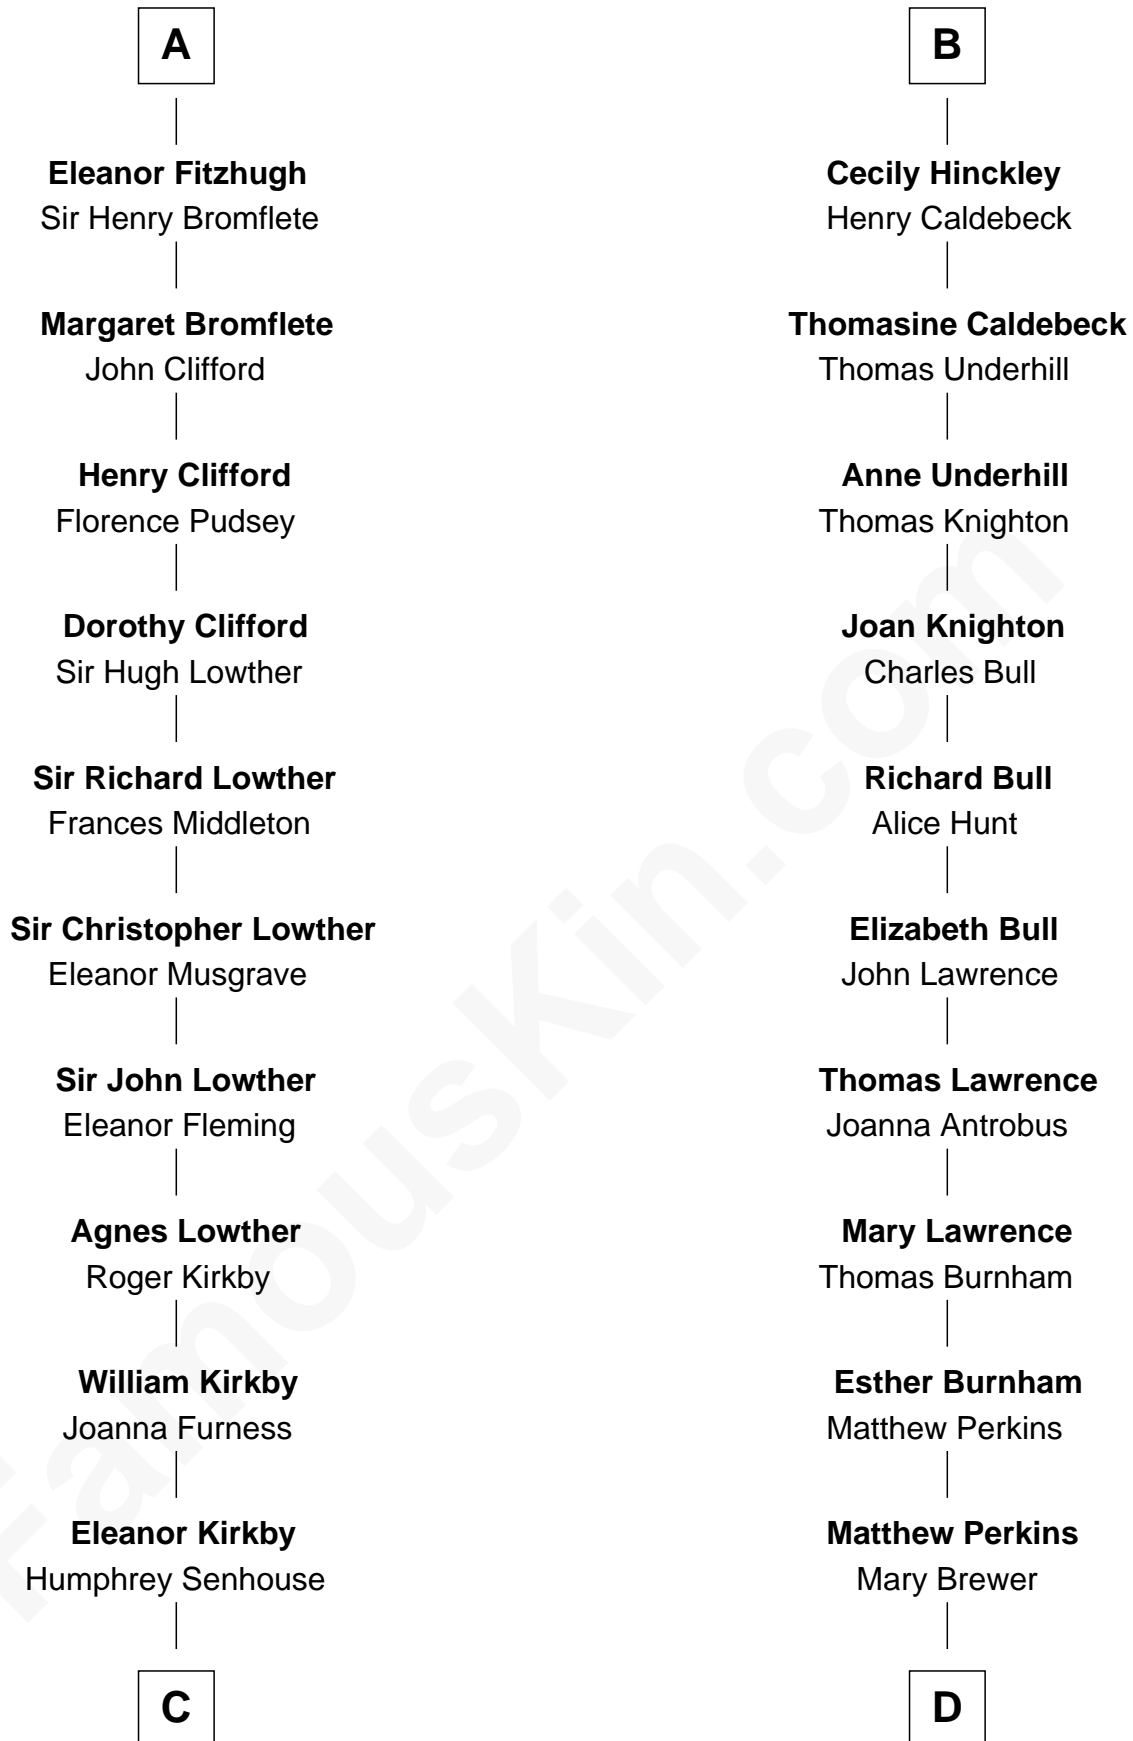 A
Eleanor Fitzhugh
Sir Henry Bromflete
Margaret Bromflete
John Clifford
Henry Clifford
Florence Pudsey
Dorothy Clifford
Sir Hugh Lowther
Sir Richard Lowther
Frances Middleton
Sir Christopher Lowther
Eleanor Musgrave
Sir John Lowther
Eleanor Fleming
Agnes Lowther
Roger Kirkby
William Kirkby
Joanna Furness
Eleanor Kirkby
Humphrey Senhouse
C
B
Cecily Hinckley
Henry Caldebeck
Thomasine Caldebeck
Thomas Underhill
Anne Underhill
Thomas Knighton
Joan Knighton
Charles Bull
Richard Bull
Alice Hunt
Elizabeth Bull
John Lawrence
Thomas Lawrence
Joanna Antrobus
Mary Lawrence
Thomas Burnham
Esther Burnham
Matthew Perkins
Matthew Perkins
Mary Brewer
D
FamousKin.com